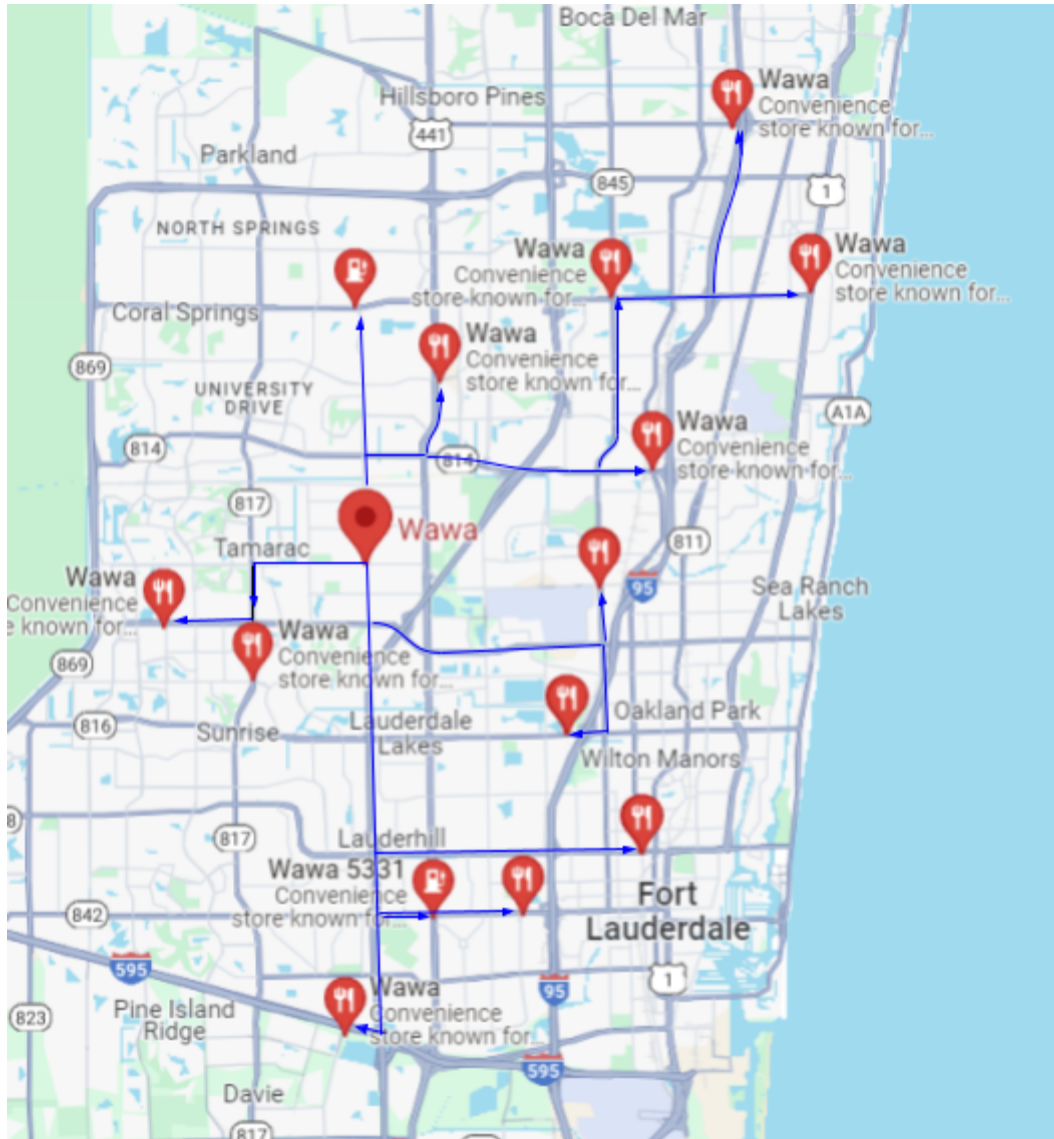 Boca Del Mar
Wawa
Convenience
store known for...
Hillsboro Pines
441
Parkland
845
1
NORTH SPRINGS
Wawa
Convenience
store known for...
Wawa
Convenience
store known for...
Coral Springs
Wawa
Convenience
store known for...
869
UNIVERSITY
DRIVE
A1A
Wawa
Convenience
store known for...
814
814
817
Wawa
Tamarac
811
95
Wawa
Convenience
e known for...
Sea Ranch
Lakes
Wawa
Convenience
store known for...
869
816
Sunrise
Lauderdale
Lakes
Oakland Park
Wilton Manors
8
817
Lauderhill
Wawa 5331
Convenience
store known for...
842
Fort
Lauderdale
595
95
1
Wawa
Convenience
store known for...
823
Pine Island
Ridge
595
Davie
817